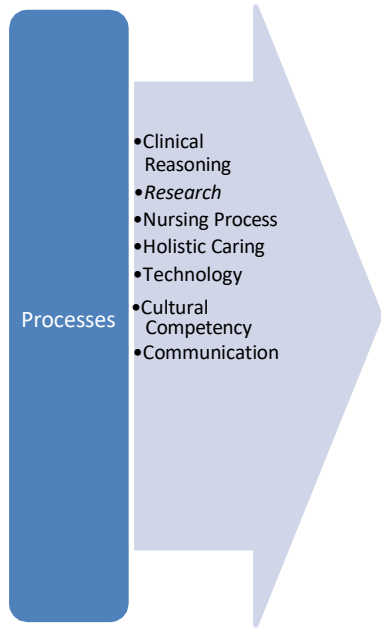 Processes
•Clinical
Reasoning
•Research
•Nursing Process
•Holistic Caring
•Technology
•Cultural
Competency
•Communication